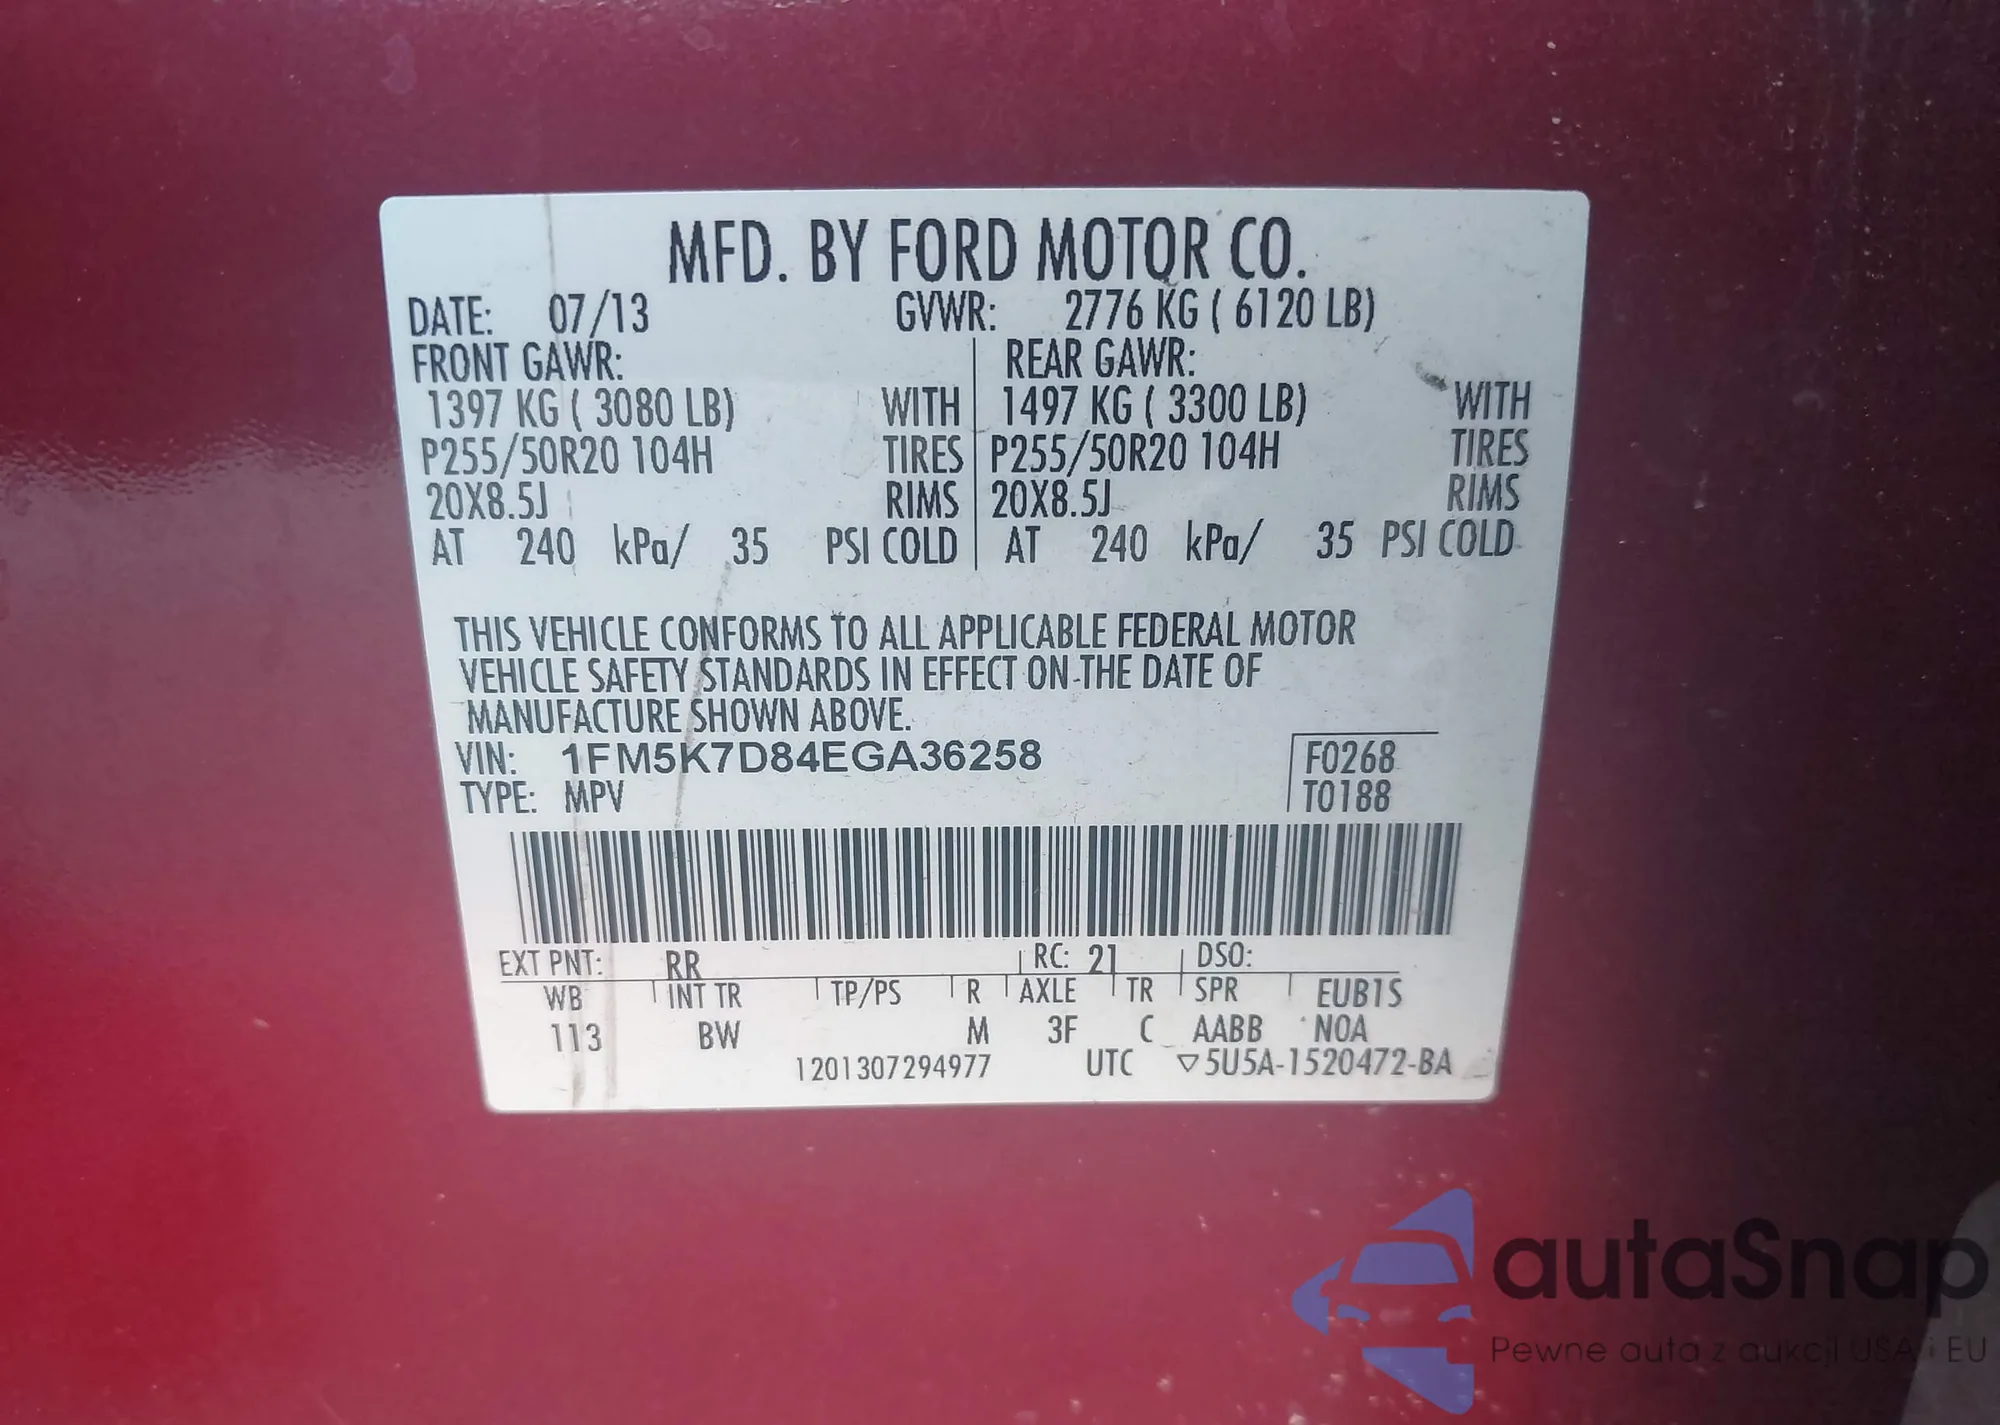 MFD. BY FORD MOTOR CO.
DATE: 07/13 GVWR: 2776 KG ( 6120 LB)
FRONT GAWR: REAR GAWR:
1397 KG ( 3080 LB) WITH 1497 KG ( 3300 LB) WITH
P255/50R20 104H TIRES P255/50R20 104H TIRES
20X8.5J RIMS 20X8.5J RIMS
AT 240 kPa/ 35 PSI COLD AT 240 kPa/ 35 PSI COLD
THIS VEHICLE CONFORMS TO ALL APPLICABLE FEDERAL MOTOR
VEHICLE SAFETY STANDARDS IN EFFECT ON THE DATE OF
MANUFACTURE SHOWN ABOVE.
VIN: 1FM5K7D84EGA36258 F0268
TYPE: MPV T0188
EXT PNT: RR RC: 21 DSO:
WB INT TR TP/PS R AXLE TR SPR EUB1S
113 BW M 3F C AABB NOA
1201307294977 UTC ▽5U5A-1520472-BA
autaSnap
Pewne auta z aukcji USA i EU